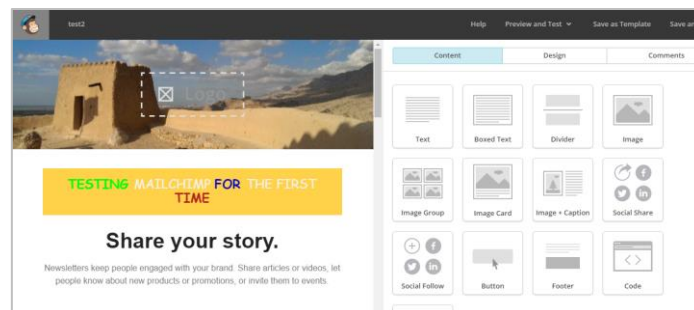 test2
Help
Preview and Test
Save as Template
Save an
Logo
TESTING MAILCHIMP FOR THE FIRST
TIME
Share your story.
Newsletters keep people engaged with your brand. Share articles or videos, let
people know about new products or promotions, or invite them to events.
Content
Design
Comments
Text
Boxed Text
Divider
Image
Image Group
Image Card
Image + Caption
Social Share
Social Follow
Button
Footer
Code